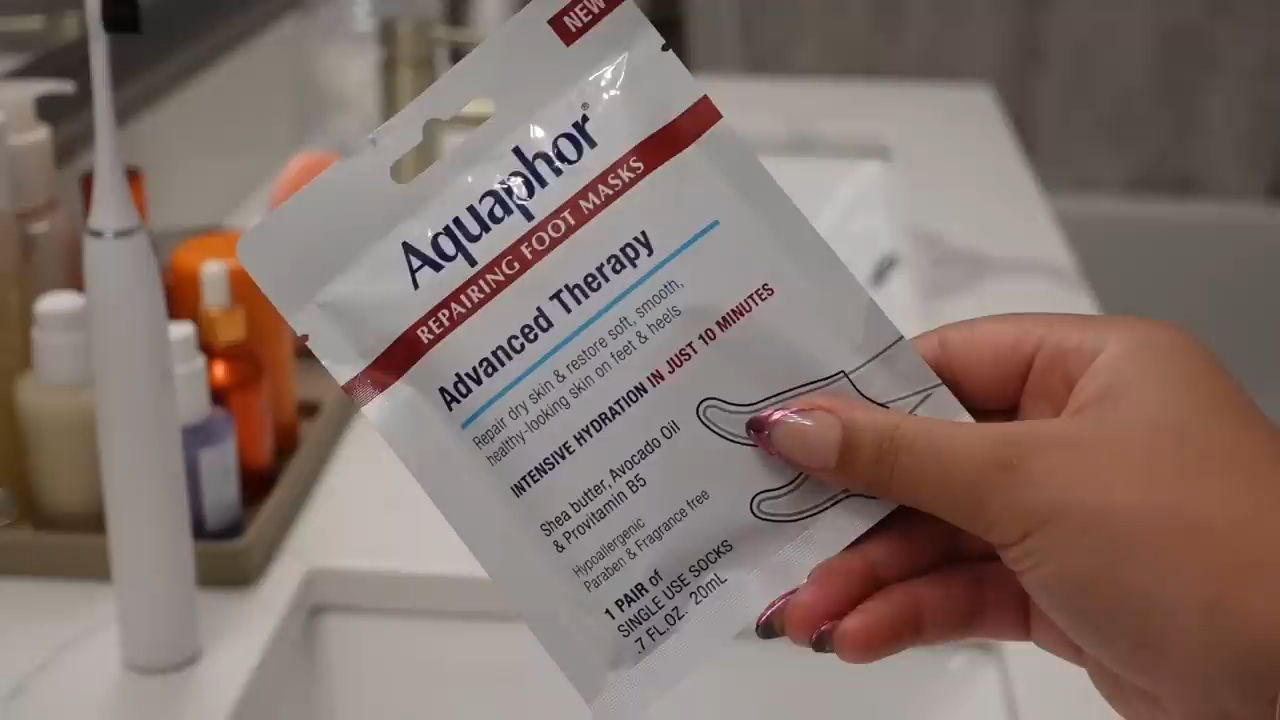 NEW
Aquaphor®
REPAIRING FOOT MASKS
Advanced Therapy
Repair dry skin & restore soft, smooth,
healthy-looking skin on feet & heels
INTENSIVE HYDRATION IN JUST 10 MINUTES
Shea butter, Avocado Oil
& Provitamin B5
Hypoallergenic
Paraben & Fragrance free
1 PAIR of
SINGLE USE SOCKS
.7 FL.OZ. 20mL